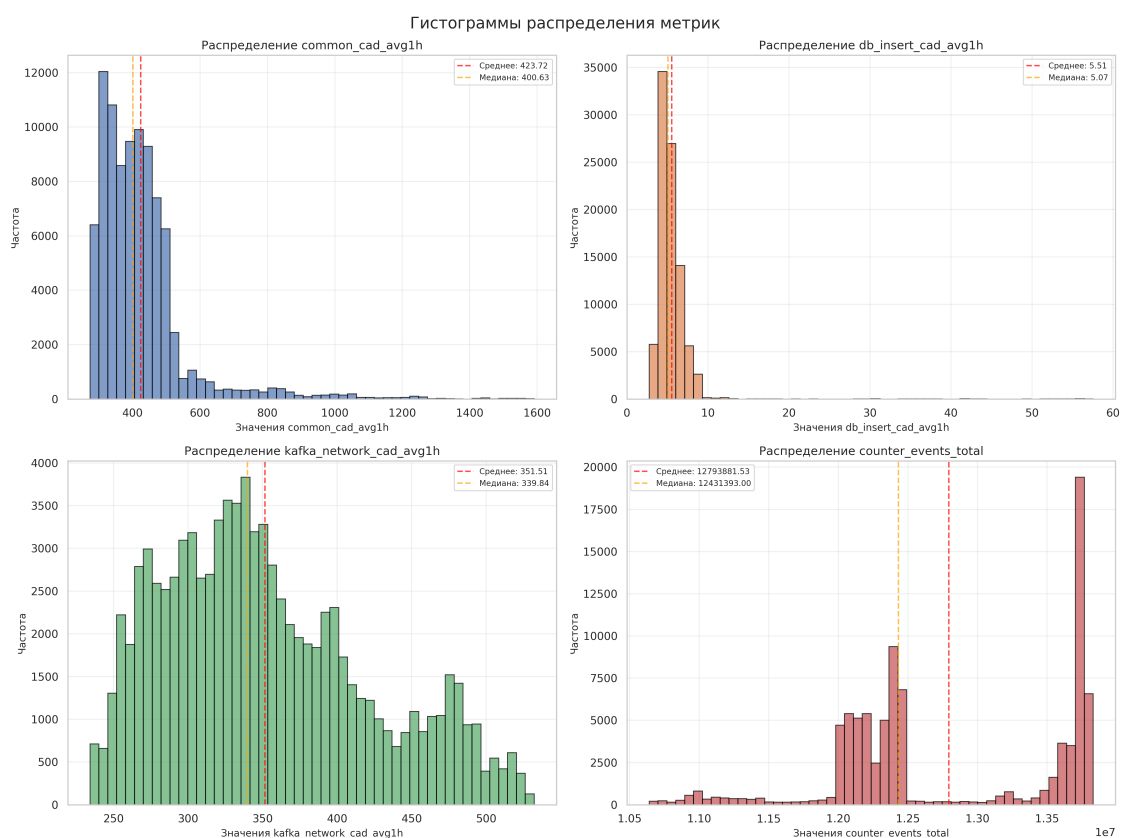 Гистограммы распределения метрик
Распределение common_cad_avg1h
Среднее: 423.72
Медиана: 400.63
12000
10000
8000
6000
4000
2000
0
Частота
400
600
800
1000
1200
1400
1600
Значения common_cad_avg1h
Распределение db_insert_cad_avg1h
Среднее: 5.51
Медиана: 5.07
35000
30000
25000
20000
15000
10000
5000
0
Частота
0
10
20
30
40
50
60
Значения db_insert_cad_avg1h
Распределение kafka_network_cad_avg1h
Среднее: 351.51
Медиана: 339.84
4000
3500
3000
2500
2000
1500
1000
500
0
Частота
250
300
350
400
450
500
Значения kafka_network_cad_avg1h
Распределение counter_events_total
Среднее: 12793881.53
Медиана: 12431393.00
20000
17500
15000
12500
10000
7500
5000
2500
0
Частота
1.05
1.10
1.15
1.20
1.25
1.30
1.35
1e7
Значения counter_events_total